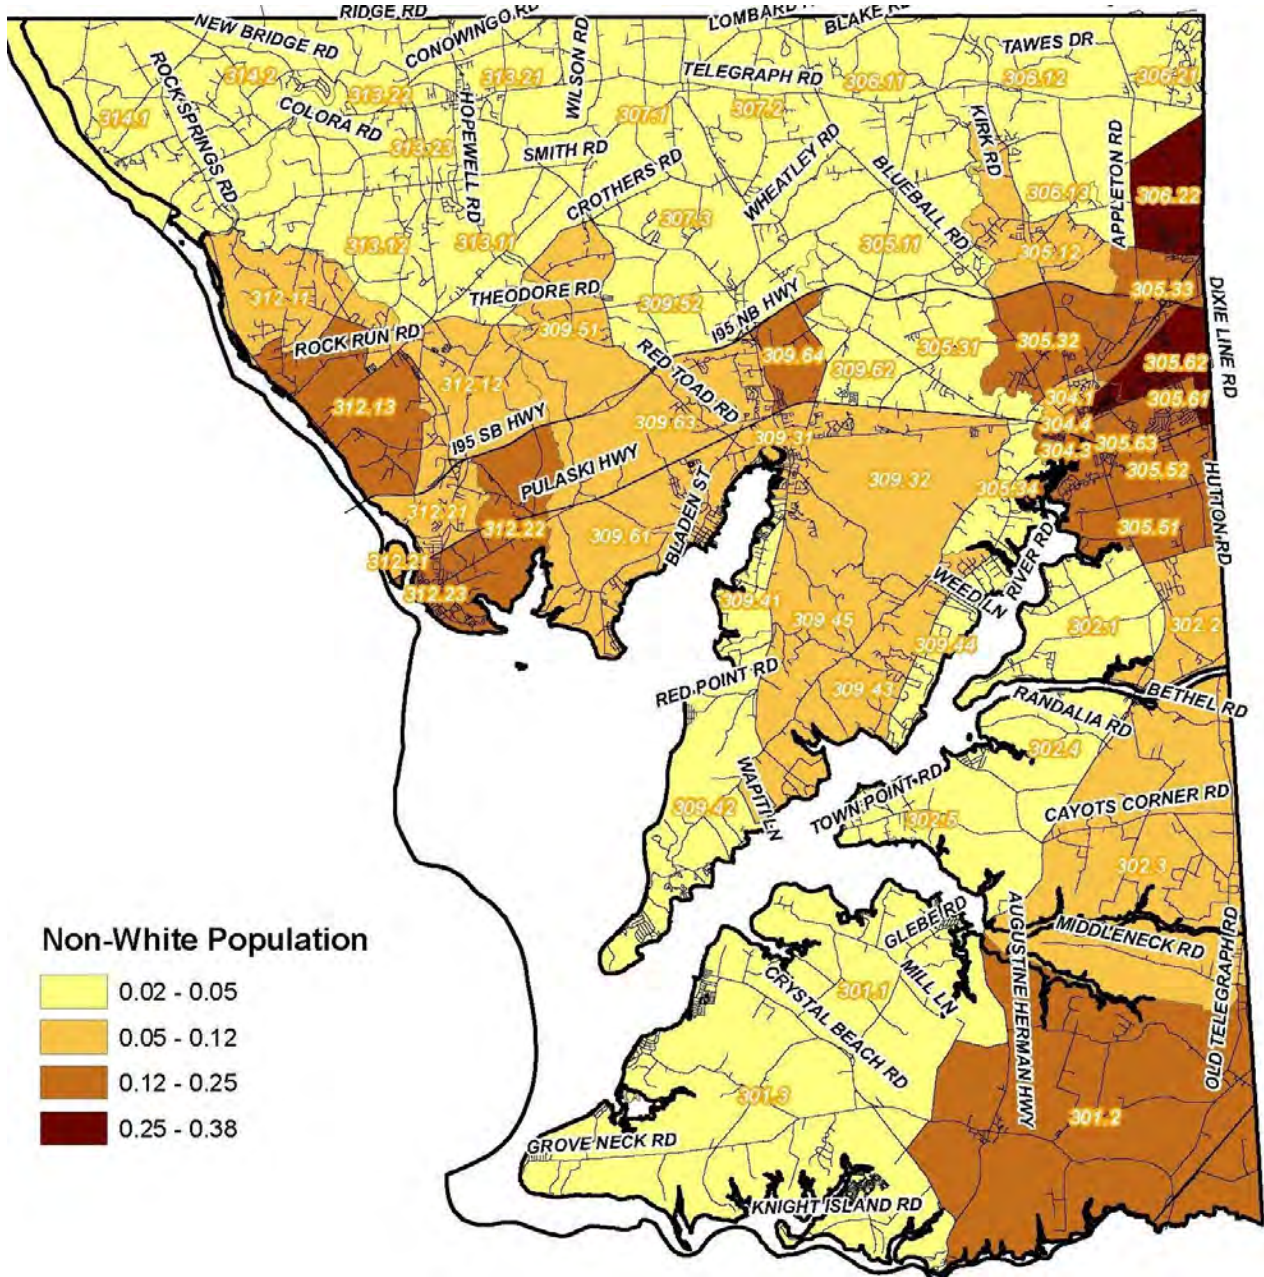 RIDGE RD
NEW BRIDGE RD
CONOWINGO RD
WILSON RD
BLAKE RD
TAWES DR
314.2
313.22
313.21
TELEGRAPH RD
306.11
306.12
306.21
ROCK SPRINGS RD
COLORA RD
HOPEWELL RD
314.1
307.1
307.2
313.23
SMITH RD
CROTHERS RD
WHEATLEY RD
BLUEBALL RD
KIRK RD
APPLETON RD
306.13
306.22
307.3
313.12
313.11
305.11
305.12
305.33
312.11
THEODORE RD
309.52
I95 NB HWY
DIXIE LINE RD
ROCK RUN RD
309.51
RED TOAD RD
309.64
309.62
305.31
305.32
305.62
312.12
304.1
305.61
312.13
I95 SB HWY
309.63
309.31
304.4
304.3
305.63
305.52
PULASKI HWY
BLADEN ST
309.32
305.34
HUTTON RD
312.21
312.22
309.61
305.51
312.21
312.23
RIVER RD
WEED LN
309.41
309.45
309.44
302.1
302.2
RED POINT RD
309.43
BETHEL RD
RANDALIA RD
302.4
WAPITI LN
309.42
TOWN POINT RD
302.5
CAYOTS CORNER RD
302.3
GLEBE RD
AUGUSTINE HERMAN HWY
MIDDLENECK RD
OLD TELEGRAPH RD
CRYSTAL BEACH RD
301.1
MILL LN
301.3
301.2
GROVE NECK RD
KNIGHT ISLAND RD
Non-White Population
0.02 - 0.05
0.05 - 0.12
0.12 - 0.25
0.25 - 0.38